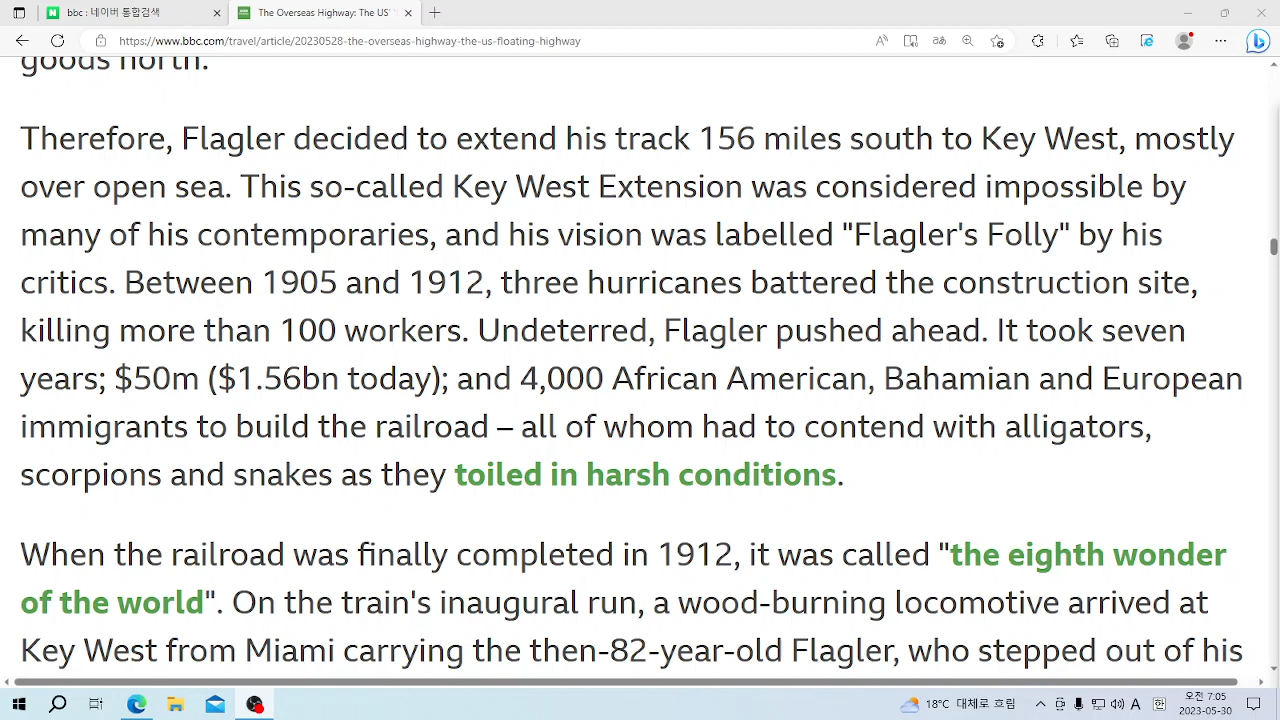 bbc : 네이버 통합검색
The Overseas Highway: The US'
https://www.bbc.com/travel/article/20230528-the-overseas-highway-the-us-floating-highway
goods north.
Therefore, Flagler decided to extend his track 156 miles south to Key West, mostly
over open sea. This so-called Key West Extension was considered impossible by
many of his contemporaries, and his vision was labelled "Flagler's Folly" by his
critics. Between 1905 and 1912, three hurricanes battered the construction site,
killing more than 100 workers. Undeterred, Flagler pushed ahead. It took seven
years; $50m ($1.56bn today); and 4,000 African American, Bahamian and European
immigrants to build the railroad – all of whom had to contend with alligators,
scorpions and snakes as they toiled in harsh conditions.
When the railroad was finally completed in 1912, it was called "the eighth wonder
of the world". On the train's inaugural run, a wood-burning locomotive arrived at
Key West from Miami carrying the then-82-year-old Flagler, who stepped out of his
18°C 대체로 흐림
A
오전 7:05
2023-05-30